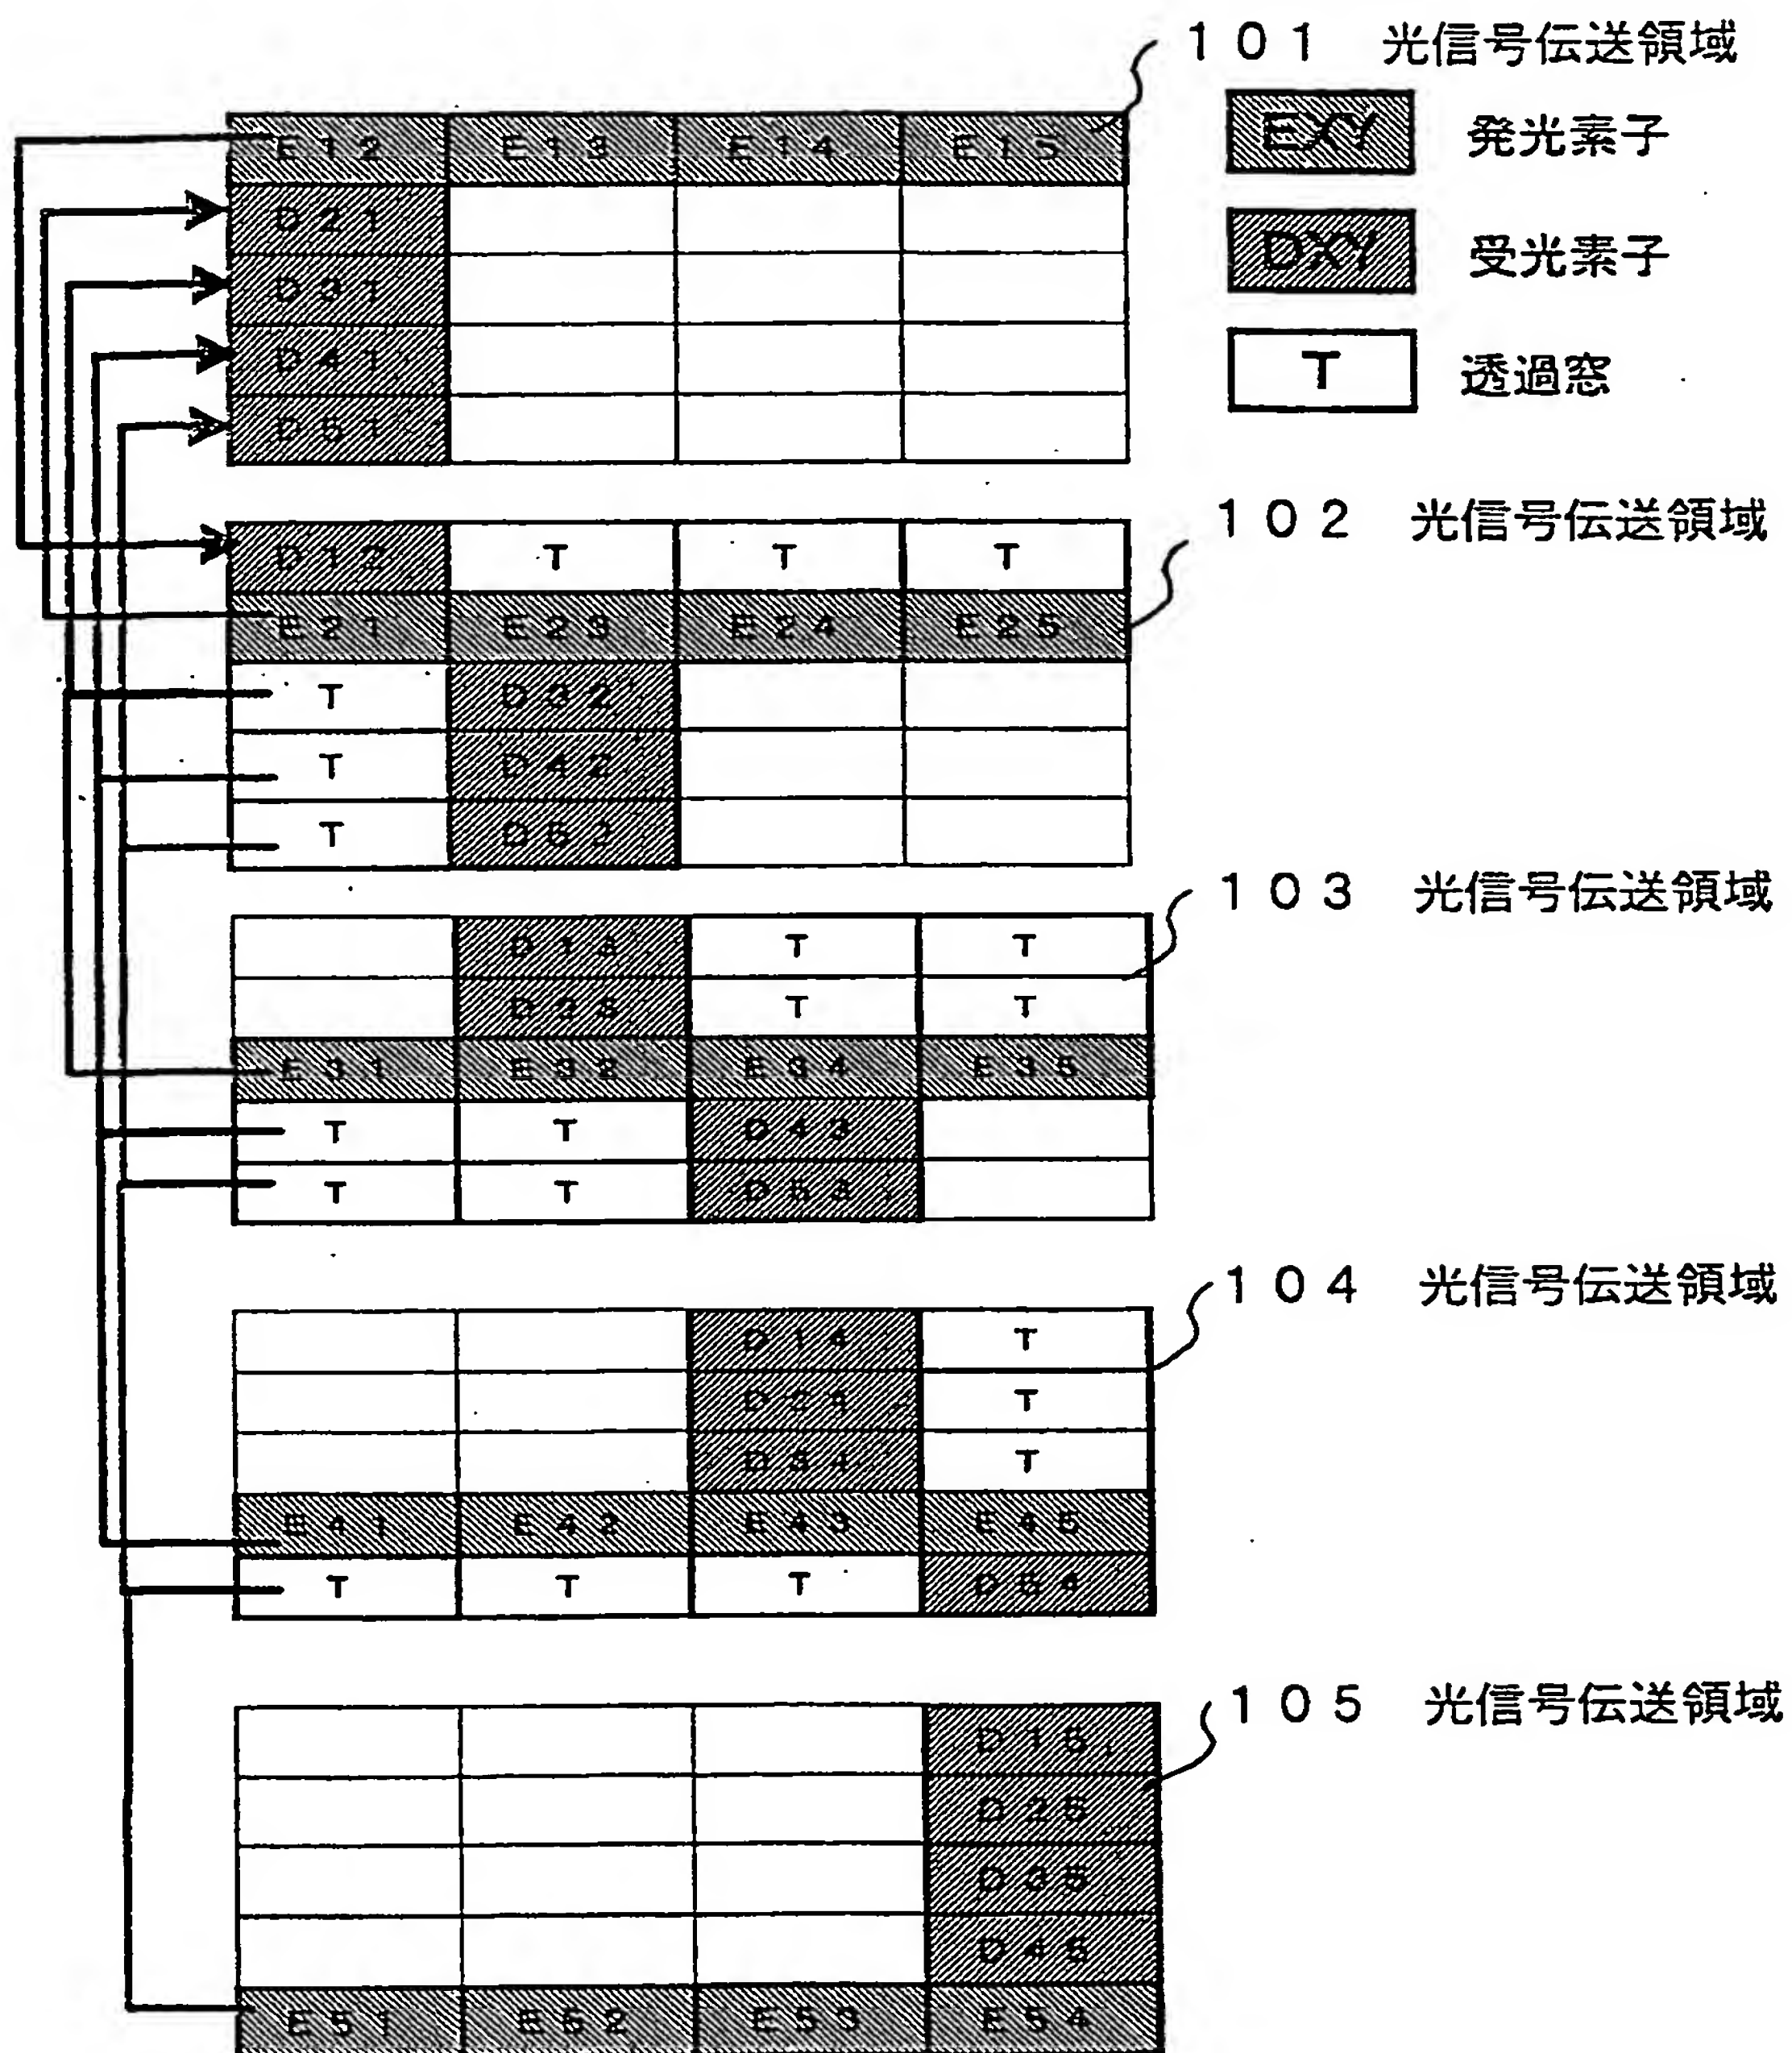 101 光信号伝送領域
EXY 発光素子
DXY 受光素子
T 透過窓
E12 E13 E14 E15
D21
D31
D41
D51
102 光信号伝送領域
D12 T T T
E21 E23 E24 E25
T D32
T D42
T D52
103 光信号伝送領域
D13 T T
D23 T T
E31 E32 E34 E35
T T D43
T T D53
104 光信号伝送領域
D14 T
D24 T
D34 T
E41 E42 E43 E45
T T T D54
105 光信号伝送領域
D15
D25
D35
D45
E51 E52 E53 E54